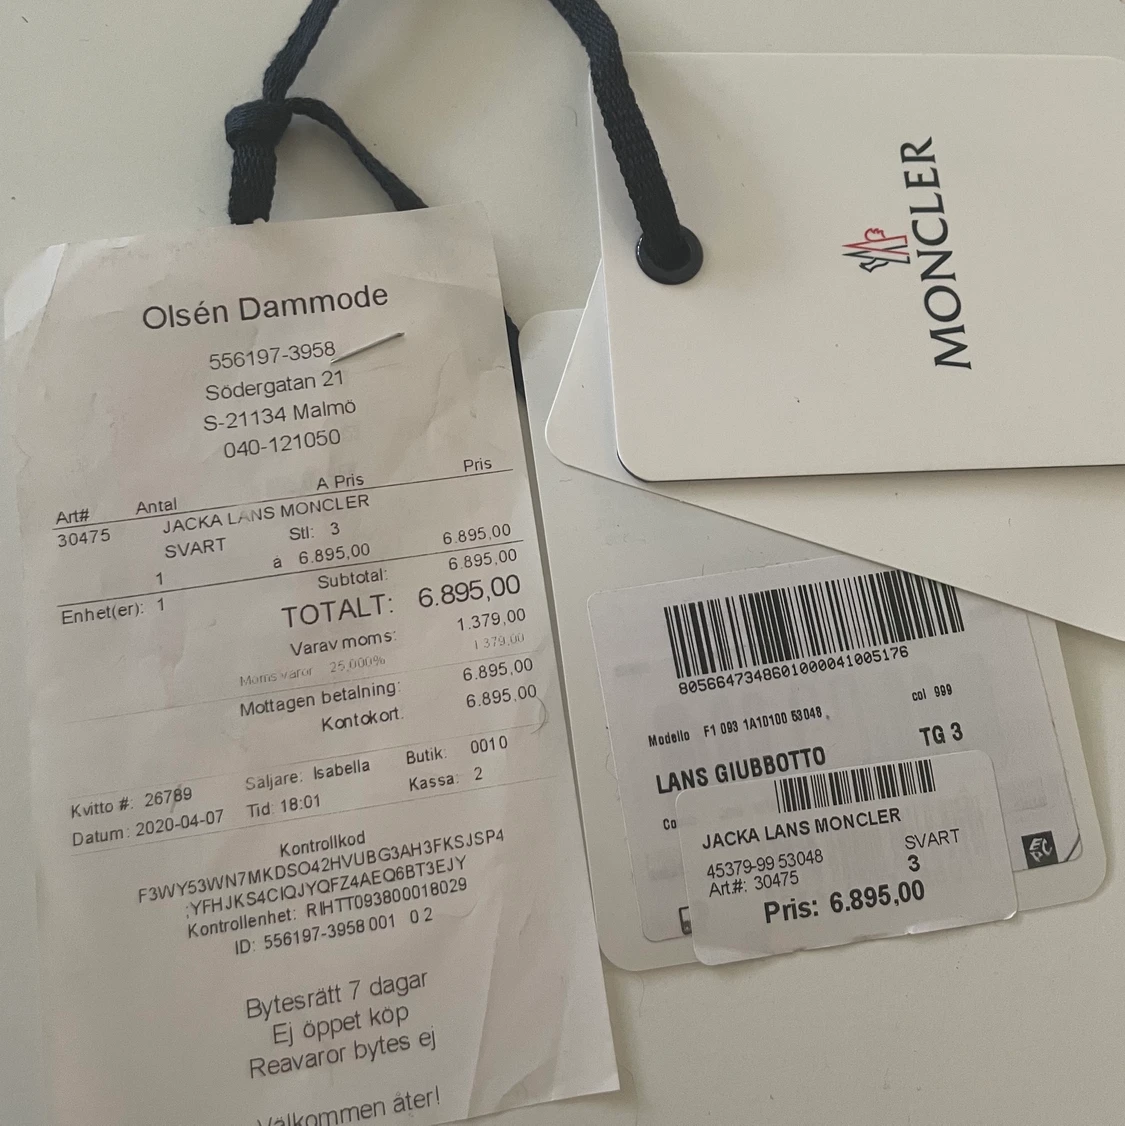 Olsén Dammode
556197-3958
Södergatan 21
S-21134 Malmö
040-121050
Art# Antal A Pris Pris
30475 JACKA LANS MONCLER
SVART Stl: 3
1 à 6.895,00 6.895,00
Enhet(er): 1 Subtotal: 6.895,00
TOTALT: 6.895,00
Varav moms: 1.379,00
Moms varor 25,000% 1 379,00
Mottagen betalning: 6.895,00
Kontokort: 6.895,00
Kvitto #: 26789 Säljare: Isabella Butik: 0010
Datum: 2020-04-07 Tid: 18:01 Kassa: 2
Kontrollkod
F3WY53WN7MKDSO42HVUBG3AH3FKSJSP4
;YFHJKS4CIQJYQFZ4AEQ6BT3EJY
Kontrollenhet: RIHTT093800018029
ID: 556197-3958 001 0 2
Bytesrätt 7 dagar
Ej öppet köp
Reavaror bytes ej
Välkommen åter!
MONCLER
8056647348601000041005176
Modello F1 093 1A10100 53048 col 999
LANS GIUBBOTTO TG 3
Co
JACKA LANS MONCLER
45379-99 53048 SVART
Art#: 30475 3
Pris: 6.895,00
EPC